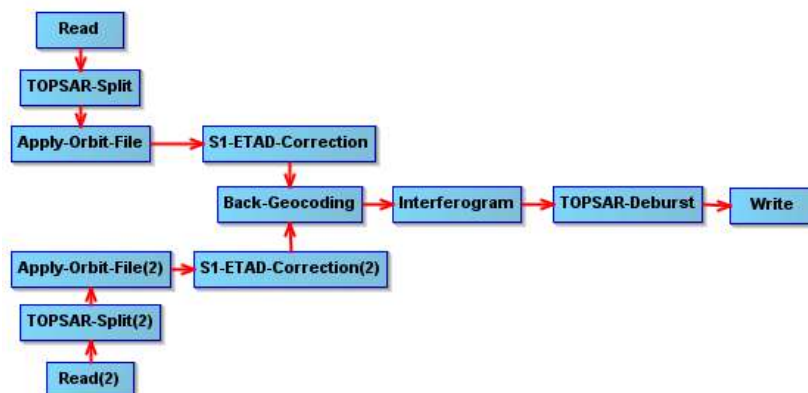 Read
TOPSAR-Split
Apply-Orbit-File
S1-ETAD-Correction
Back-Geocoding
Interferogram
TOPSAR-Deburst
Write
Apply-Orbit-File(2)
S1-ETAD-Correction(2)
TOPSAR-Split(2)
Read(2)